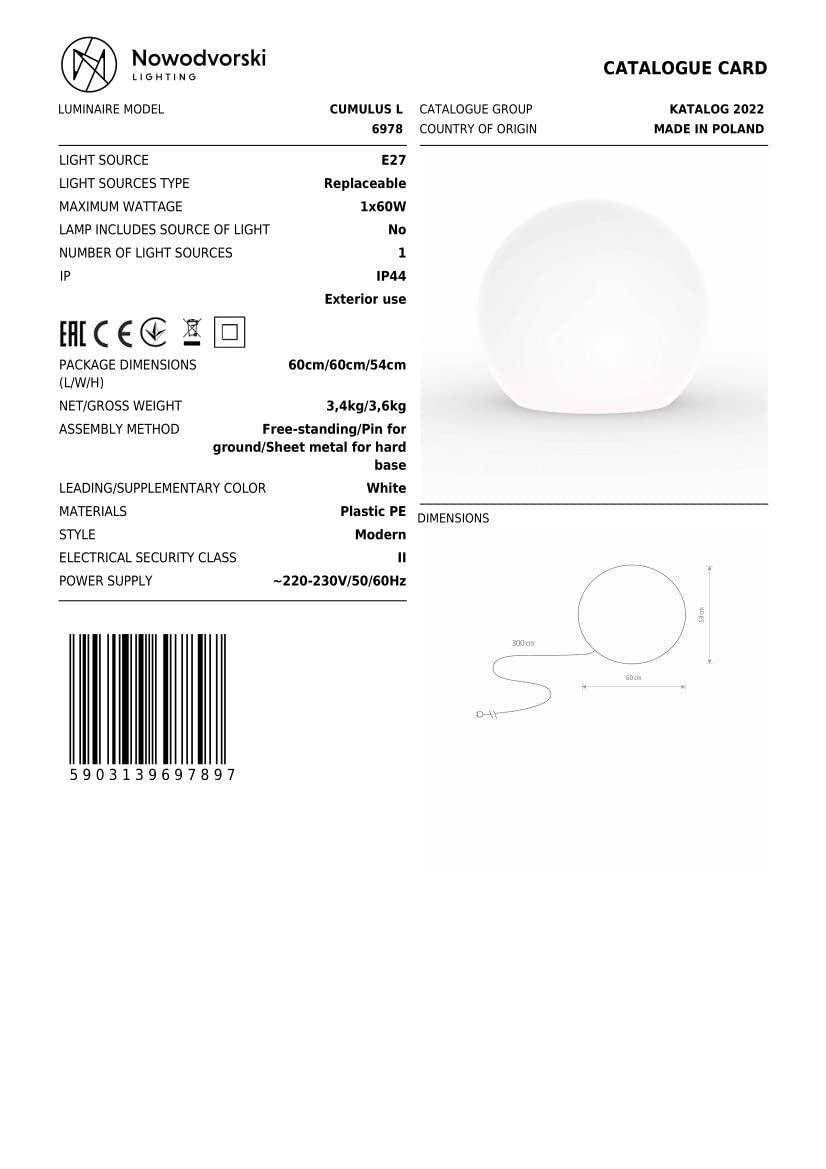 Nowodvorski
LIGHTING
CATALOGUE CARD
LUMINAIRE MODEL CUMULUS L
6978
CATALOGUE GROUP KATALOG 2022
COUNTRY OF ORIGIN MADE IN POLAND
LIGHT SOURCE E27
LIGHT SOURCES TYPE Replaceable
MAXIMUM WATTAGE 1x60W
LAMP INCLUDES SOURCE OF LIGHT No
NUMBER OF LIGHT SOURCES 1
IP IP44
Exterior use
EAC CE
PACKAGE DIMENSIONS 60cm/60cm/54cm
(L/W/H)
NET/GROSS WEIGHT 3,4kg/3,6kg
ASSEMBLY METHOD Free-standing/Pin for
ground/Sheet metal for hard
base
LEADING/SUPPLEMENTARY COLOR White
MATERIALS Plastic PE
STYLE Modern
ELECTRICAL SECURITY CLASS II
POWER SUPPLY ~220-230V/50/60Hz
5903139697897
DIMENSIONS
300 cm
53 cm
60 cm